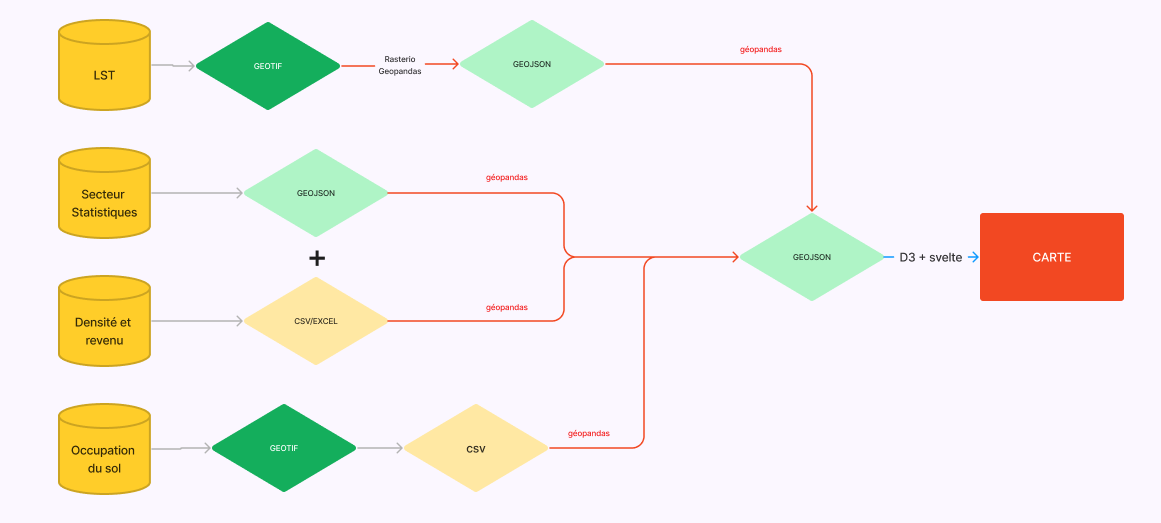 LST
GEOTIF
Rasterio
Geopandas
GEOJSON
géopandas
Secteur
Statistiques
GEOJSON
géopandas
+
Densité et
revenu
CSV/EXCEL
géopandas
GEOJSON
D3 + svelte
CARTE
Occupation
du sol
GEOTIF
CSV
géopandas